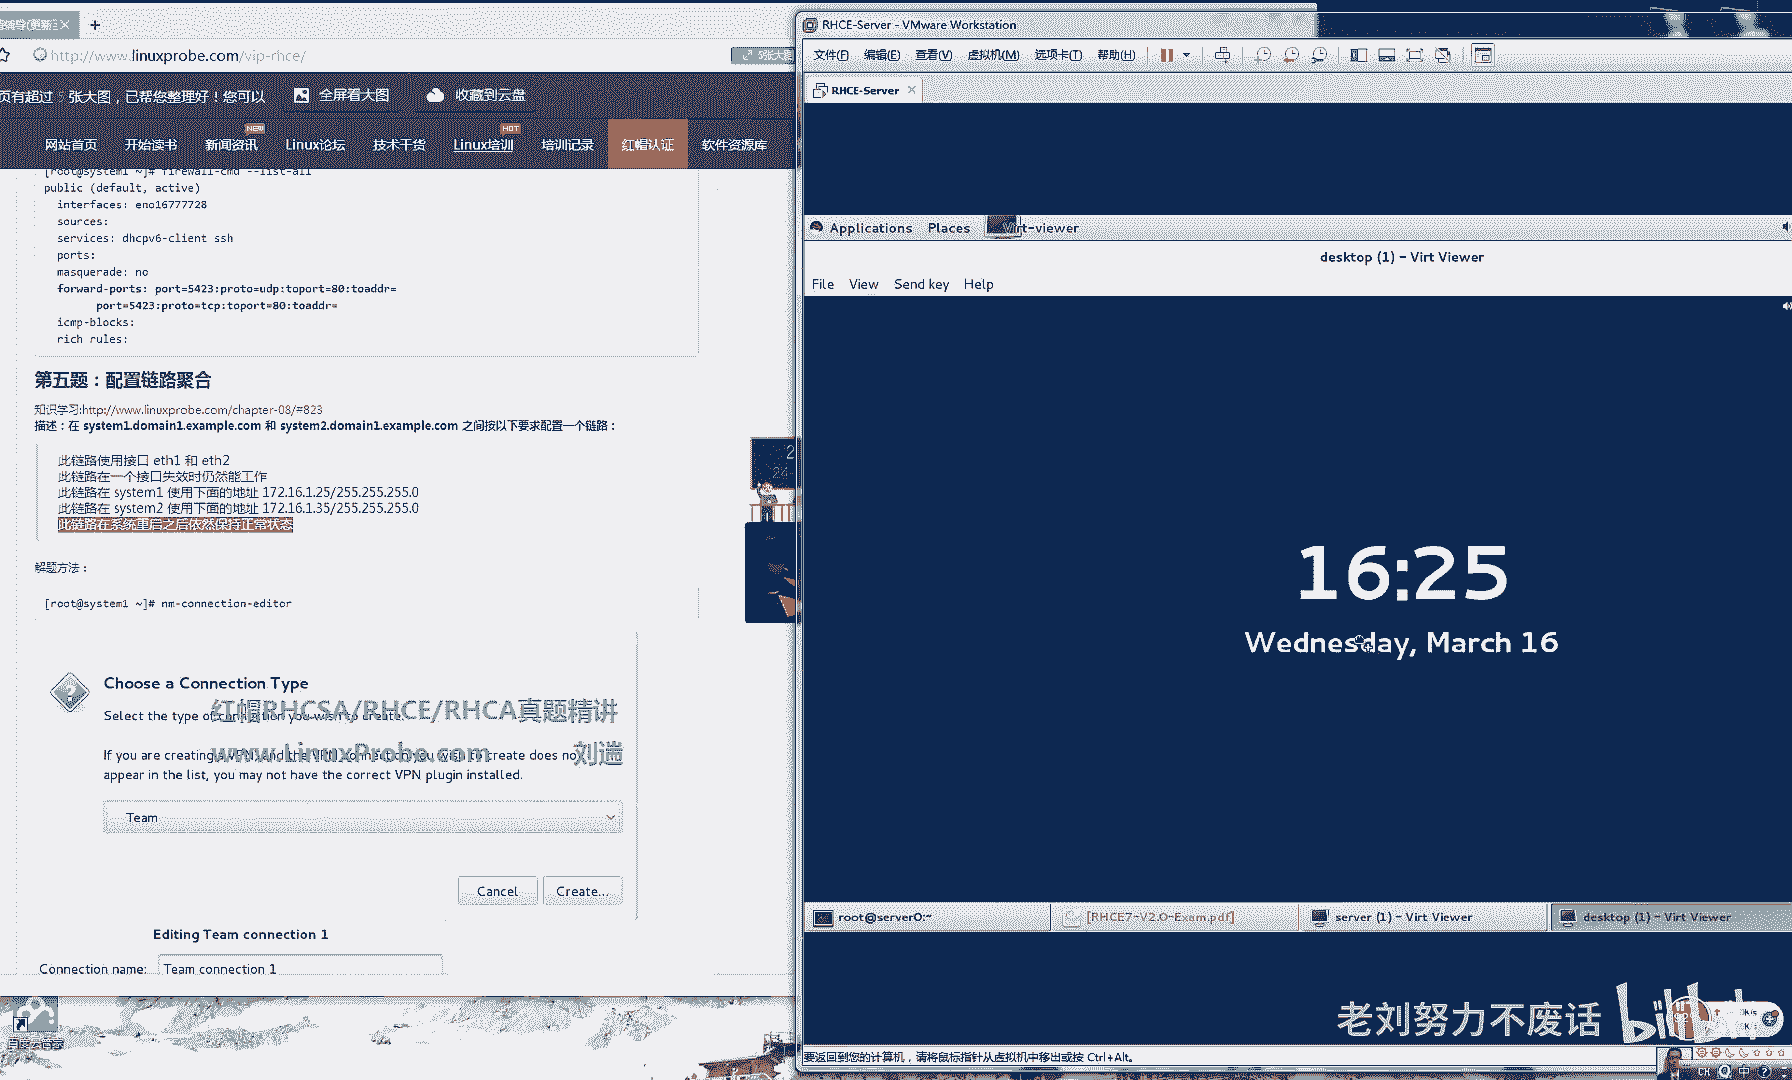 http://www.linuxprobe.com/vip-rhce/
页有超过 5 张大图，已帮您整理好！您可以
全屏看大图
收藏到云盘
网站首页
开始读书
新闻资讯
NEW
Linux论坛
技术干货
Linux培训
HOT
培训记录
红帽认证
软件资源库
[root@system1 ~]# firewall-cmd --list-all
public (default, active)
interfaces: eno16777728
sources:
services: dhcpv6-client ssh
ports:
masquerade: no
forward-ports: port=5423:proto=udp:toport=80:toaddr=
port=5423:proto=tcp:toport=80:toaddr=
icmp-blocks:
rich rules:
第五题：配置链路聚合
知识学习:http://www.linuxprobe.com/chapter-08/#823
描述：在 system1.domain1.example.com 和 system2.domain1.example.com 之间按以下要求配置一个链路：
此链路使用接口 eth1 和 eth2
此链路在一个接口失效时仍然能工作
此链路在 system1 使用下面的地址 172.16.1.25/255.255.255.0
此链路在 system2 使用下面的地址 172.16.1.35/255.255.255.0
此链路在系统重启之后依然保持正常状态
解题方法：
[root@system1 ~]# nm-connection-editor
Choose a Connection Type
Select the type of connection you wish to create.
If you are creating a VPN, and the VPN connection you wish to create does no
appear in the list, you may not have the correct VPN plugin installed.
红帽RHCSA/RHCE/RHCA真题精讲
www.LinuxProbe.com 刘遄
Team
Cancel
Create...
Editing Team connection 1
Connection name: Team connection 1
RHCE-Server - VMware Workstation
文件(F) 编辑(E) 查看(V) 虚拟机(M) 选项卡(T) 帮助(H)
RHCE-Server
Applications Places Virt-viewer
desktop (1) - Virt Viewer
File View Send key Help
16:25
Wednesday, March 16
root@server0:~
[RHCE7-V2.0-Exam.pdf]
server (1) - Virt Viewer
desktop (1) - Virt Viewer
老刘努力不废话
bilibili
要返回到您的计算机，请将鼠标指针从虚拟机中移出或按 Ctrl+Alt。
CH
中